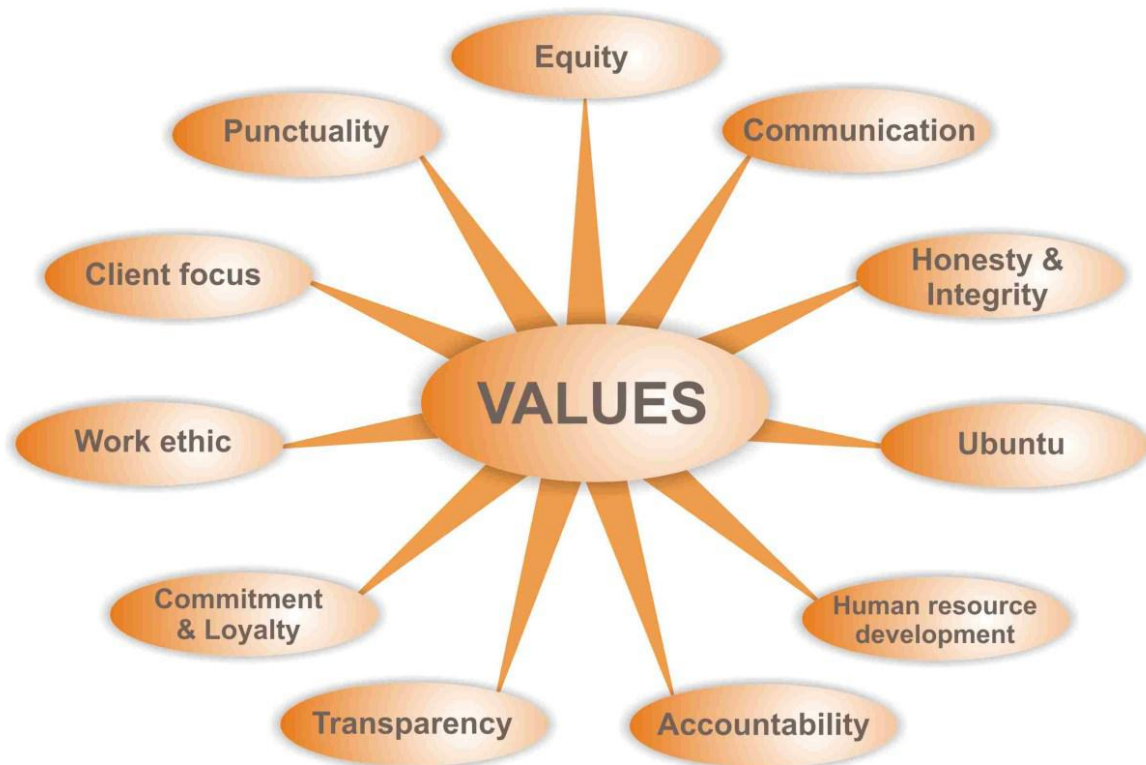 Equity
Punctuality
Communication
Client focus
Honesty &
Integrity
VALUES
Work ethic
Ubuntu
Commitment
& Loyalty
Human resource
development
Transparency
Accountability